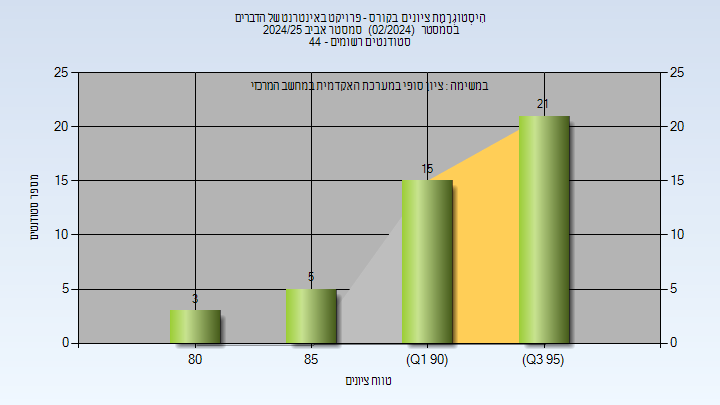 היסטוגרמת ציונים בקורס - פרויקט באינטרנט של הדברים
בסמסטר (02/2024) סמסטר אביב 2024/25
סטודנטים רשומים - 44
במשימה : ציון סופי במערכת האקדמית במחשב המרכזי
25 25
20 20
15 15
10 10
5 5
0 0
21
15
5
3
מספר סטודנטים
80 85 (Q1 90) (Q3 95)
טווח ציונים